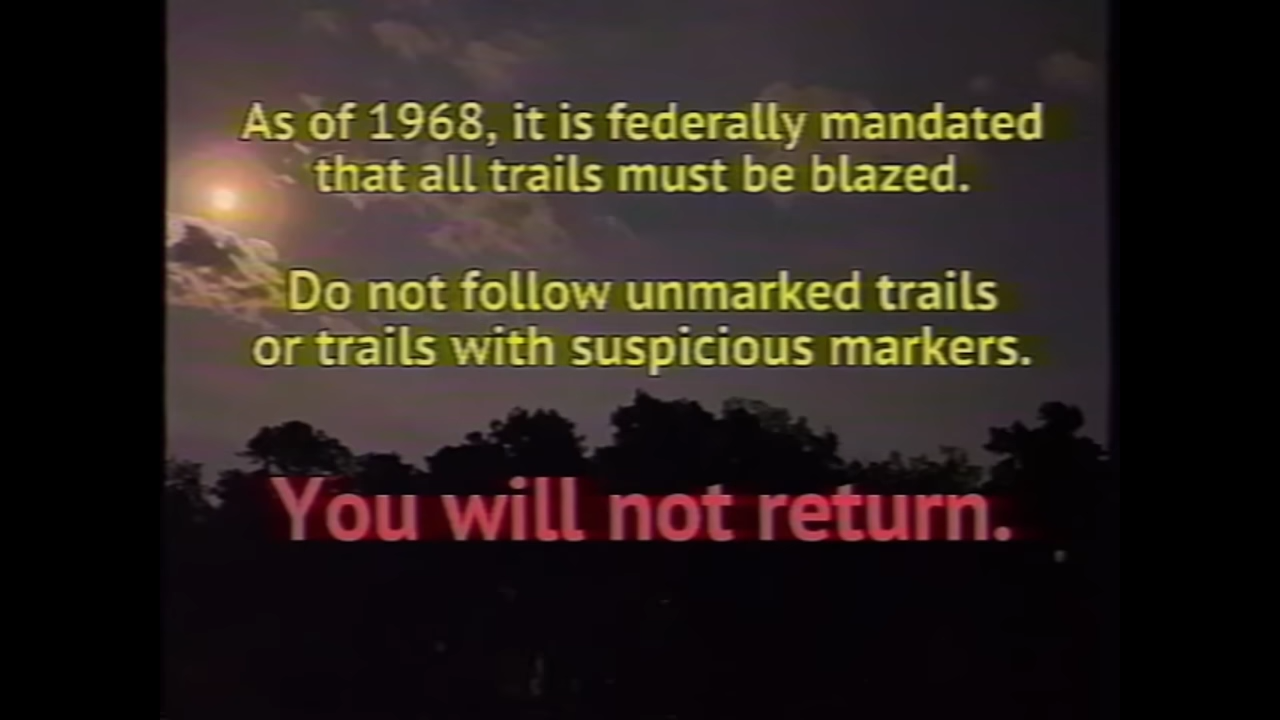 As of 1968, it is federally mandated
that all trails must be blazed.
Do not follow unmarked trails
or trails with suspicious markers.
You will not return.